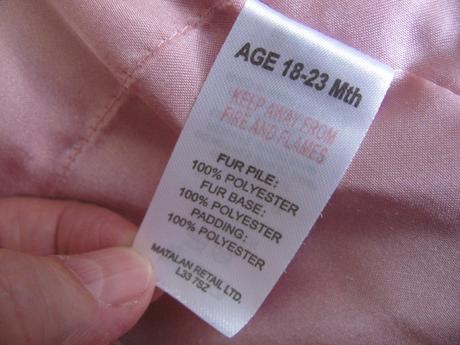 AGE 18-23 Mth
KEEP AWAY FROM
FIRE AND FLAMES
FUR PILE:
100% POLYESTER
FUR BASE:
100% POLYESTER
PADDING:
100% POLYESTER
MATALAN RETAIL LTD.
L33 7SZ